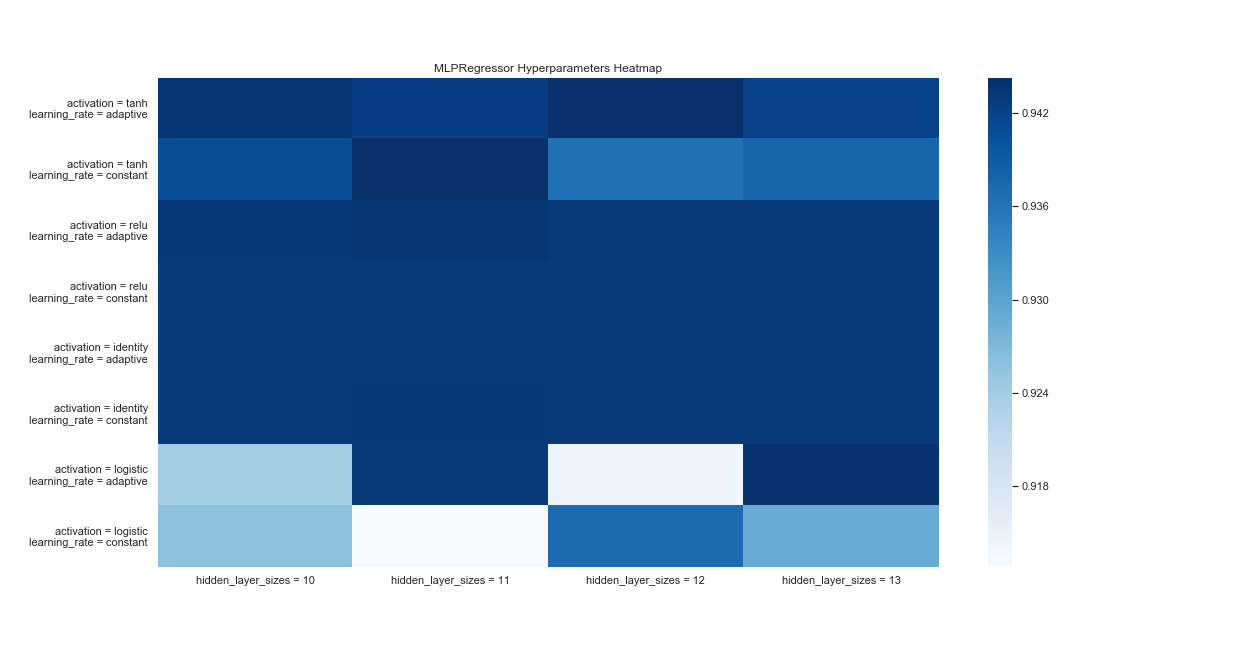 MLPRegressor Hyperparameters Heatmap
activation = tanh
learning_rate = adaptive
activation = tanh
learning_rate = constant
activation = relu
learning_rate = adaptive
activation = relu
learning_rate = constant
activation = identity
learning_rate = adaptive
activation = identity
learning_rate = constant
activation = logistic
learning_rate = adaptive
activation = logistic
learning_rate = constant
hidden_layer_sizes = 10
hidden_layer_sizes = 11
hidden_layer_sizes = 12
hidden_layer_sizes = 13
0.942
0.936
0.930
0.924
0.918